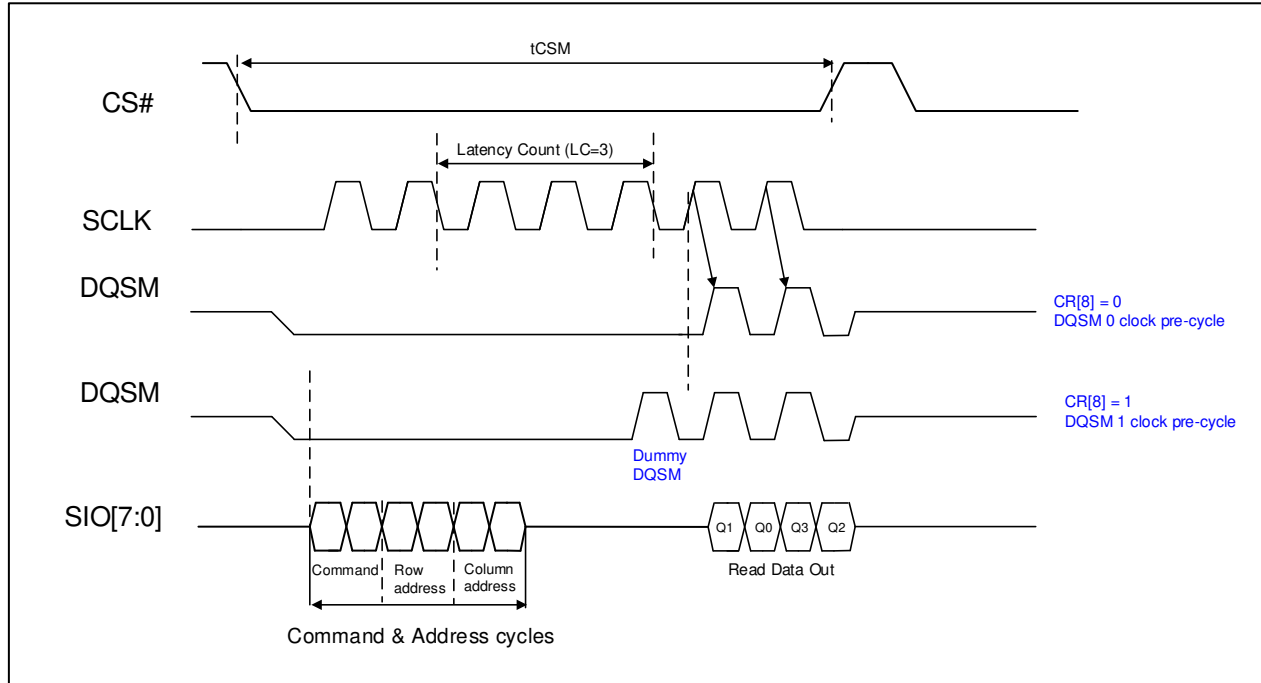 tCSM
CS#
Latency Count (LC=3)
SCLK
DQSM
CR[8] = 0
DQSM 0 clock pre-cycle
DQSM
CR[8] = 1
DQSM 1 clock pre-cycle
Dummy
DQSM
SIO[7:0]
Q1 Q0 Q3 Q2
Command
Row
address
Column
address
Read Data Out
Command & Address cycles